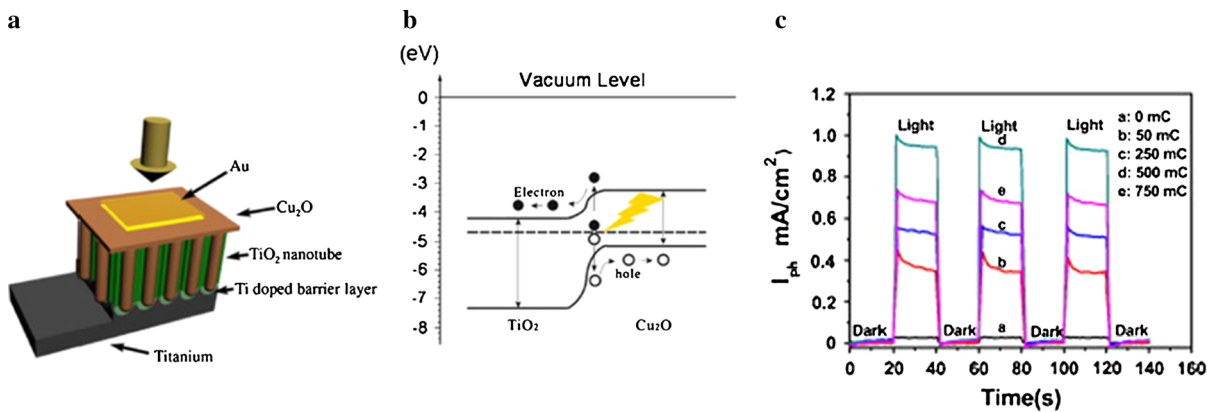 a
Au
Cu₂O
TiO₂ nanotube
Ti doped barrier layer
Titanium
b
(eV)
Vacuum Level
0
-1
-2
-3
-4
-5
-6
-7
-8
Electron
hole
TiO₂
Cu₂O
c
1.2
1.0
0.8
0.6
0.4
0.2
0
Iₚₕ mA/cm²
Light
Light
Light
a: 0 mC
b: 50 mC
c: 250 mC
d: 500 mC
e: 750 mC
d
e
c
b
a
Dark
Dark
Dark
Dark
0 20 40 60 80 100 120 140 160
Time(s)